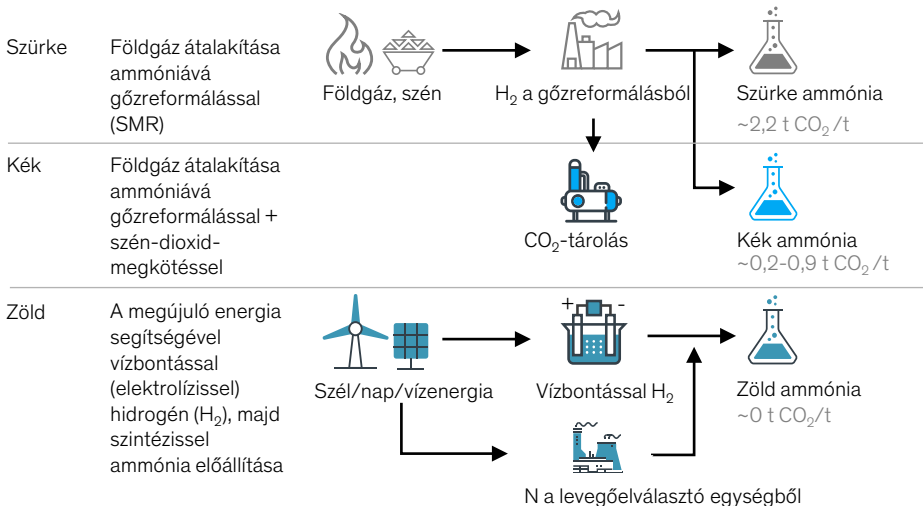 Szürke
Földgáz átalakítása
ammóniává
gőzreformálással
(SMR)
Földgáz, szén
H₂ a gőzreformálásból
Szürke ammónia
~2,2 t CO₂/t
Kék
Földgáz átalakítása
ammóniává
gőzreformálással +
szén-dioxid-
megkötéssel
CO₂-tárolás
Kék ammónia
~0,2-0,9 t CO₂/t
Zöld
A megújuló energia
segítségével
vízbontással
(elektrolízissel)
hidrogén (H₂), majd
szintézissel
ammónia előállítása
Szél/nap/vízenergia
+ -
Vízbontással H₂
Zöld ammónia
~0 t CO₂/t
N a levegőelválasztó egységből